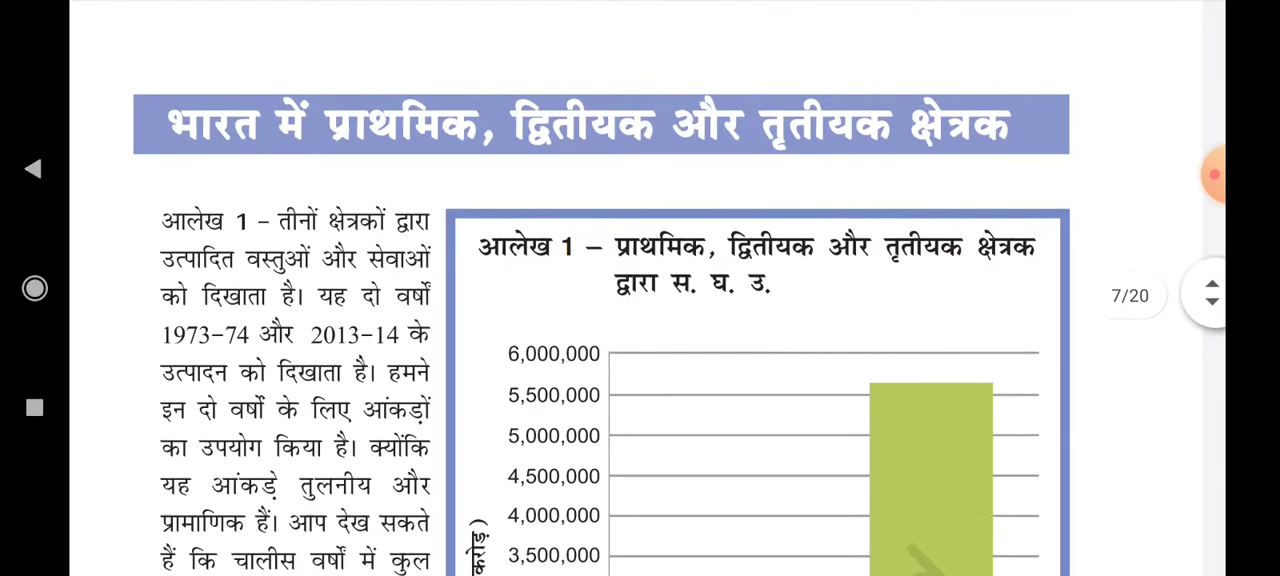 भारत में प्राथमिक, द्वितीयक और तृतीयक क्षेत्रक
आलेख 1 – तीनों क्षेत्रकों द्वारा
उत्पादित वस्तुओं और सेवाओं
को दिखाता है। यह दो वर्षों
1973-74 और 2013-14 के
उत्पादन को दिखाता है। हमने
इन दो वर्षों के लिए आंकड़ों
का उपयोग किया है। क्योंकि
यह आंकड़े तुलनीय और
प्रामाणिक हैं। आप देख सकते
हैं कि चालीस वर्षों में कुल
आलेख 1 – प्राथमिक, द्वितीयक और तृतीयक क्षेत्रक
द्वारा स. घ. उ.
6,000,000
5,500,000
5,000,000
4,500,000
4,000,000
3,500,000
करोड़)
7/20